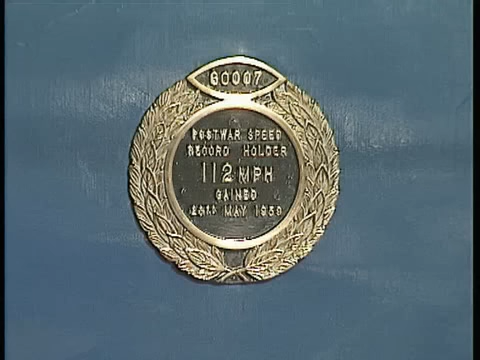 60007
POSTWAR SPEED
RECORD HOLDER
112 MPH
GAINED
23RD MAY 1959